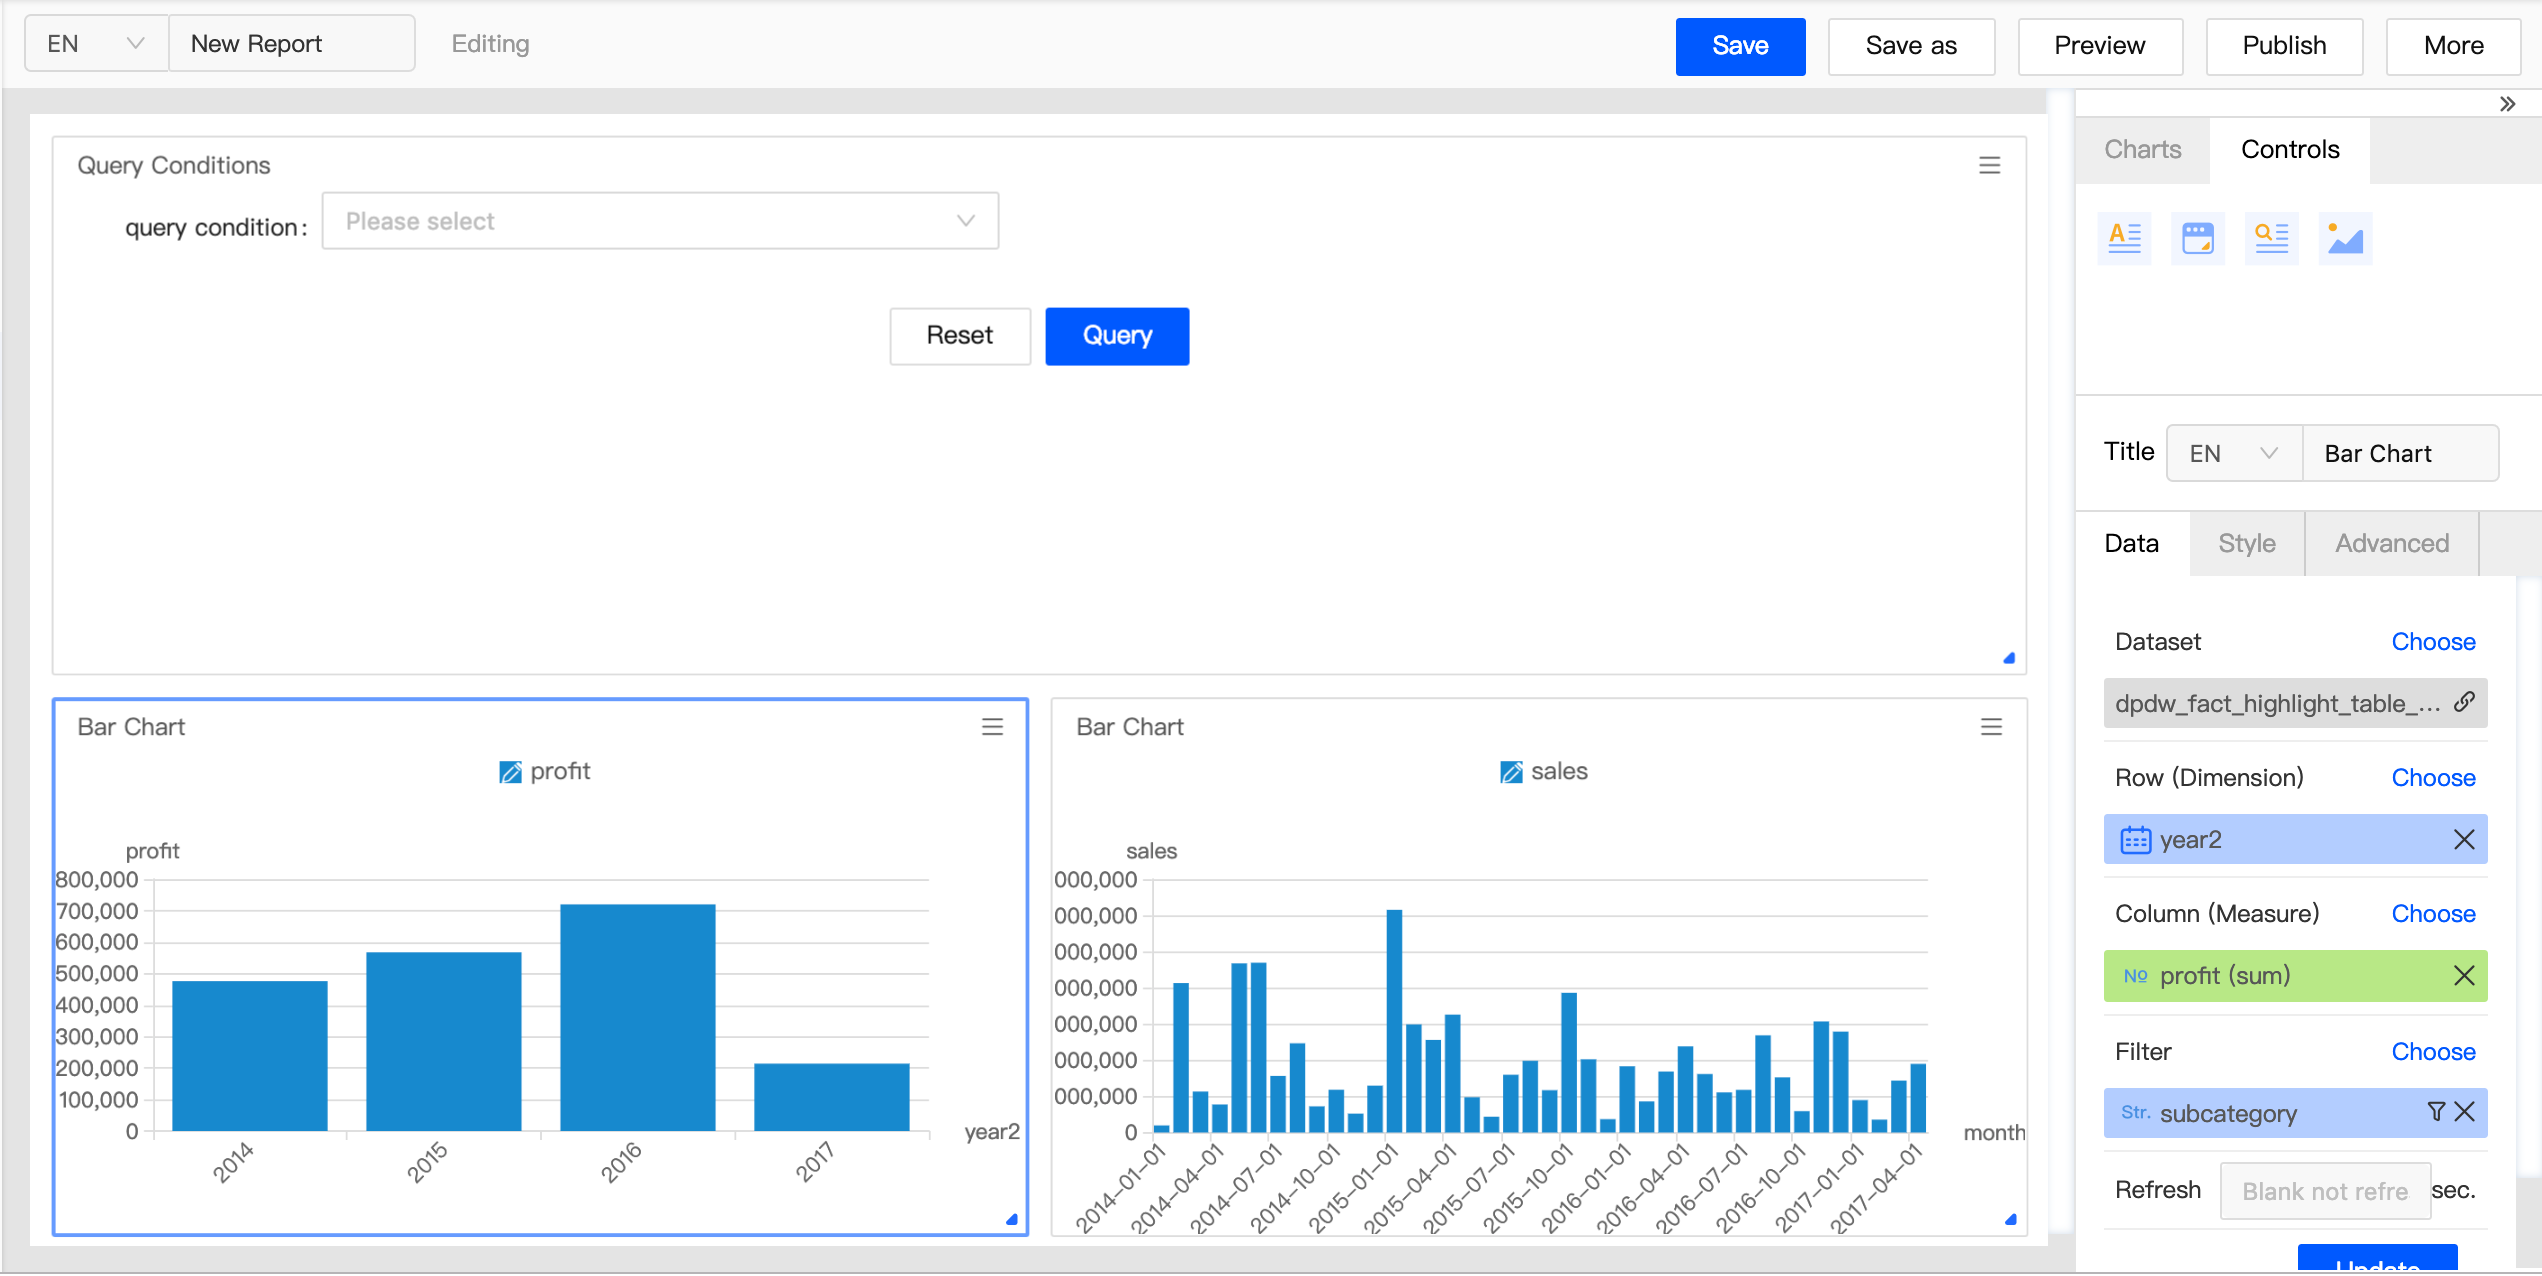 EN New Report Editing Save Save as Preview Publish More
Query Conditions
query condition: Please select
Reset Query
Charts Controls
Title EN Bar Chart
Data Style Advanced
Dataset Choose
dpdw_fact_highlight_table_...
Row (Dimension) Choose
year2
Column (Measure) Choose
№ profit (sum)
Filter Choose
Str. subcategory
Refresh Blank not refre sec.
Update
Bar Chart
profit
profit
800,000
700,000
600,000
500,000
400,000
300,000
200,000
100,000
0
2014 2015 2016 2017
year2
Bar Chart
sales
sales
000,000
000,000
000,000
000,000
000,000
000,000
000,000
0
2014-01-01 2014-04-01 2014-07-01 2014-10-01 2015-01-01 2015-04-01 2015-07-01 2015-10-01 2016-01-01 2016-04-01 2016-07-01 2016-10-01 2017-01-01 2017-04-01
month